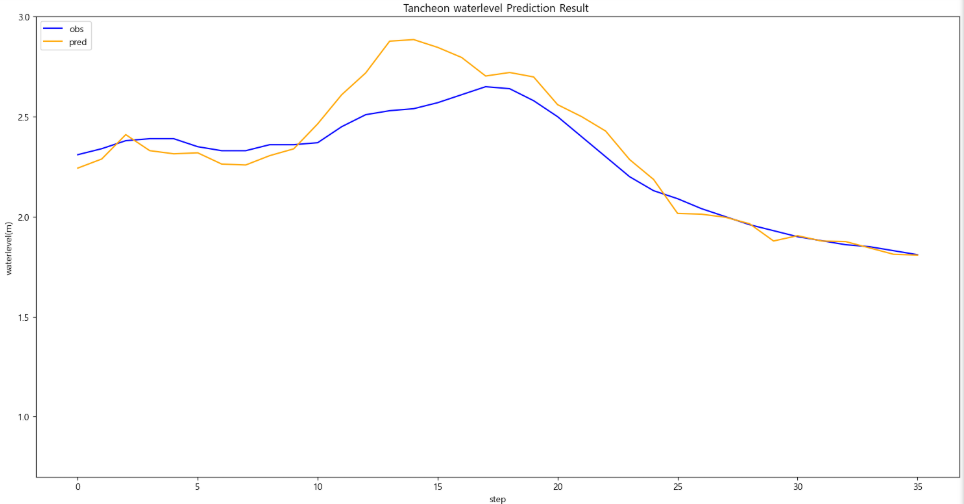 Tancheon waterlevel Prediction Result
obs
pred
waterlevel(m)
3.0
2.5
2.0
1.5
1.0
0 5 10 15 20 25 30 35
step